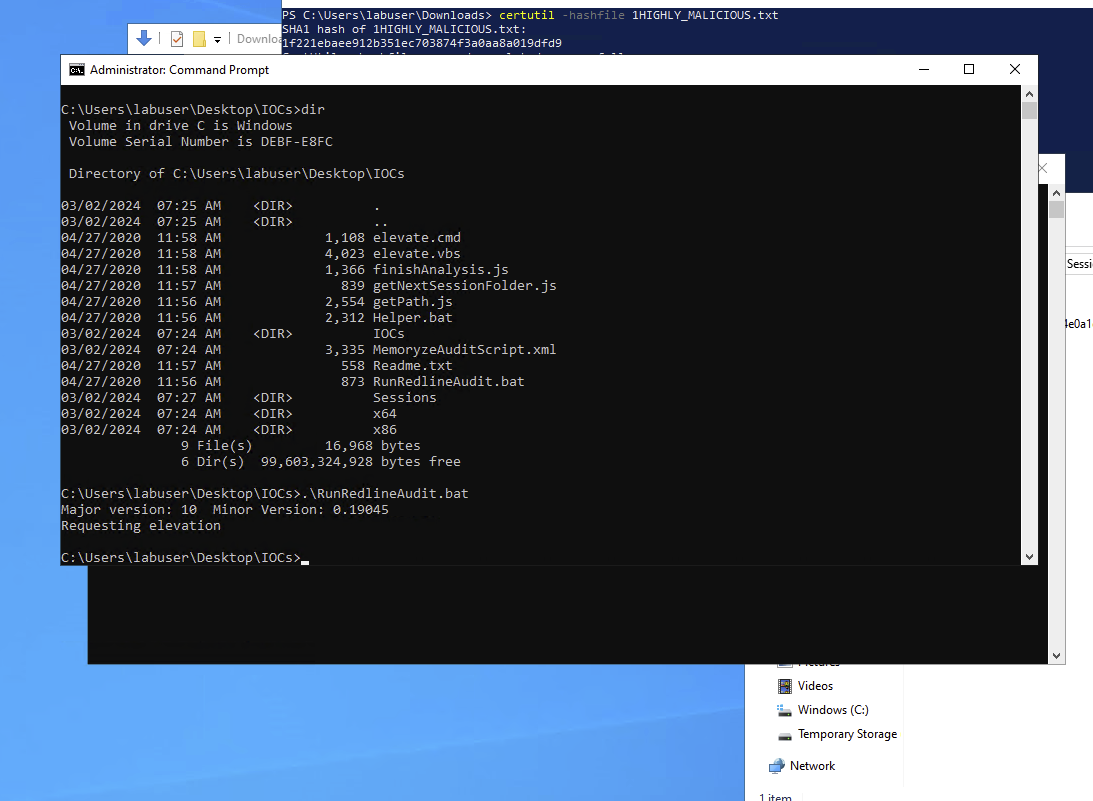 PS C:\Users\labuser\Downloads> certutil -hashfile 1HIGHLY_MALICIOUS.txt
SHA1 hash of 1HIGHLY_MALICIOUS.txt:
1f221ebaee912b351ec703874f3a0aa8a019dfd9
Administrator: Command Prompt
C:\Users\labuser\Desktop\IOCs>dir
 Volume in drive C is Windows
 Volume Serial Number is DEBF-E8FC
 Directory of C:\Users\labuser\Desktop\IOCs
03/02/2024  07:25 AM    <DIR>          .
03/02/2024  07:25 AM    <DIR>          ..
04/27/2020  11:58 AM             1,108 elevate.cmd
04/27/2020  11:58 AM             4,023 elevate.vbs
04/27/2020  11:58 AM             1,366 finishAnalysis.js
04/27/2020  11:57 AM               839 getNextSessionFolder.js
04/27/2020  11:56 AM             2,554 getPath.js
04/27/2020  11:56 AM             2,312 Helper.bat
03/02/2024  07:24 AM    <DIR>          IOCs
03/02/2024  07:24 AM             3,335 MemoryzeAuditScript.xml
04/27/2020  11:57 AM               558 Readme.txt
04/27/2020  11:56 AM               873 RunRedlineAudit.bat
03/02/2024  07:27 AM    <DIR>          Sessions
03/02/2024  07:24 AM    <DIR>          x64
03/02/2024  07:24 AM    <DIR>          x86
               9 File(s)         16,968 bytes
               6 Dir(s)  99,603,324,928 bytes free
C:\Users\labuser\Desktop\IOCs>.\RunRedlineAudit.bat
Major version: 10  Minor Version: 0.19045
Requesting elevation
C:\Users\labuser\Desktop\IOCs>
Pictures
Videos
Windows (C:)
Temporary Storage
Network
1 item